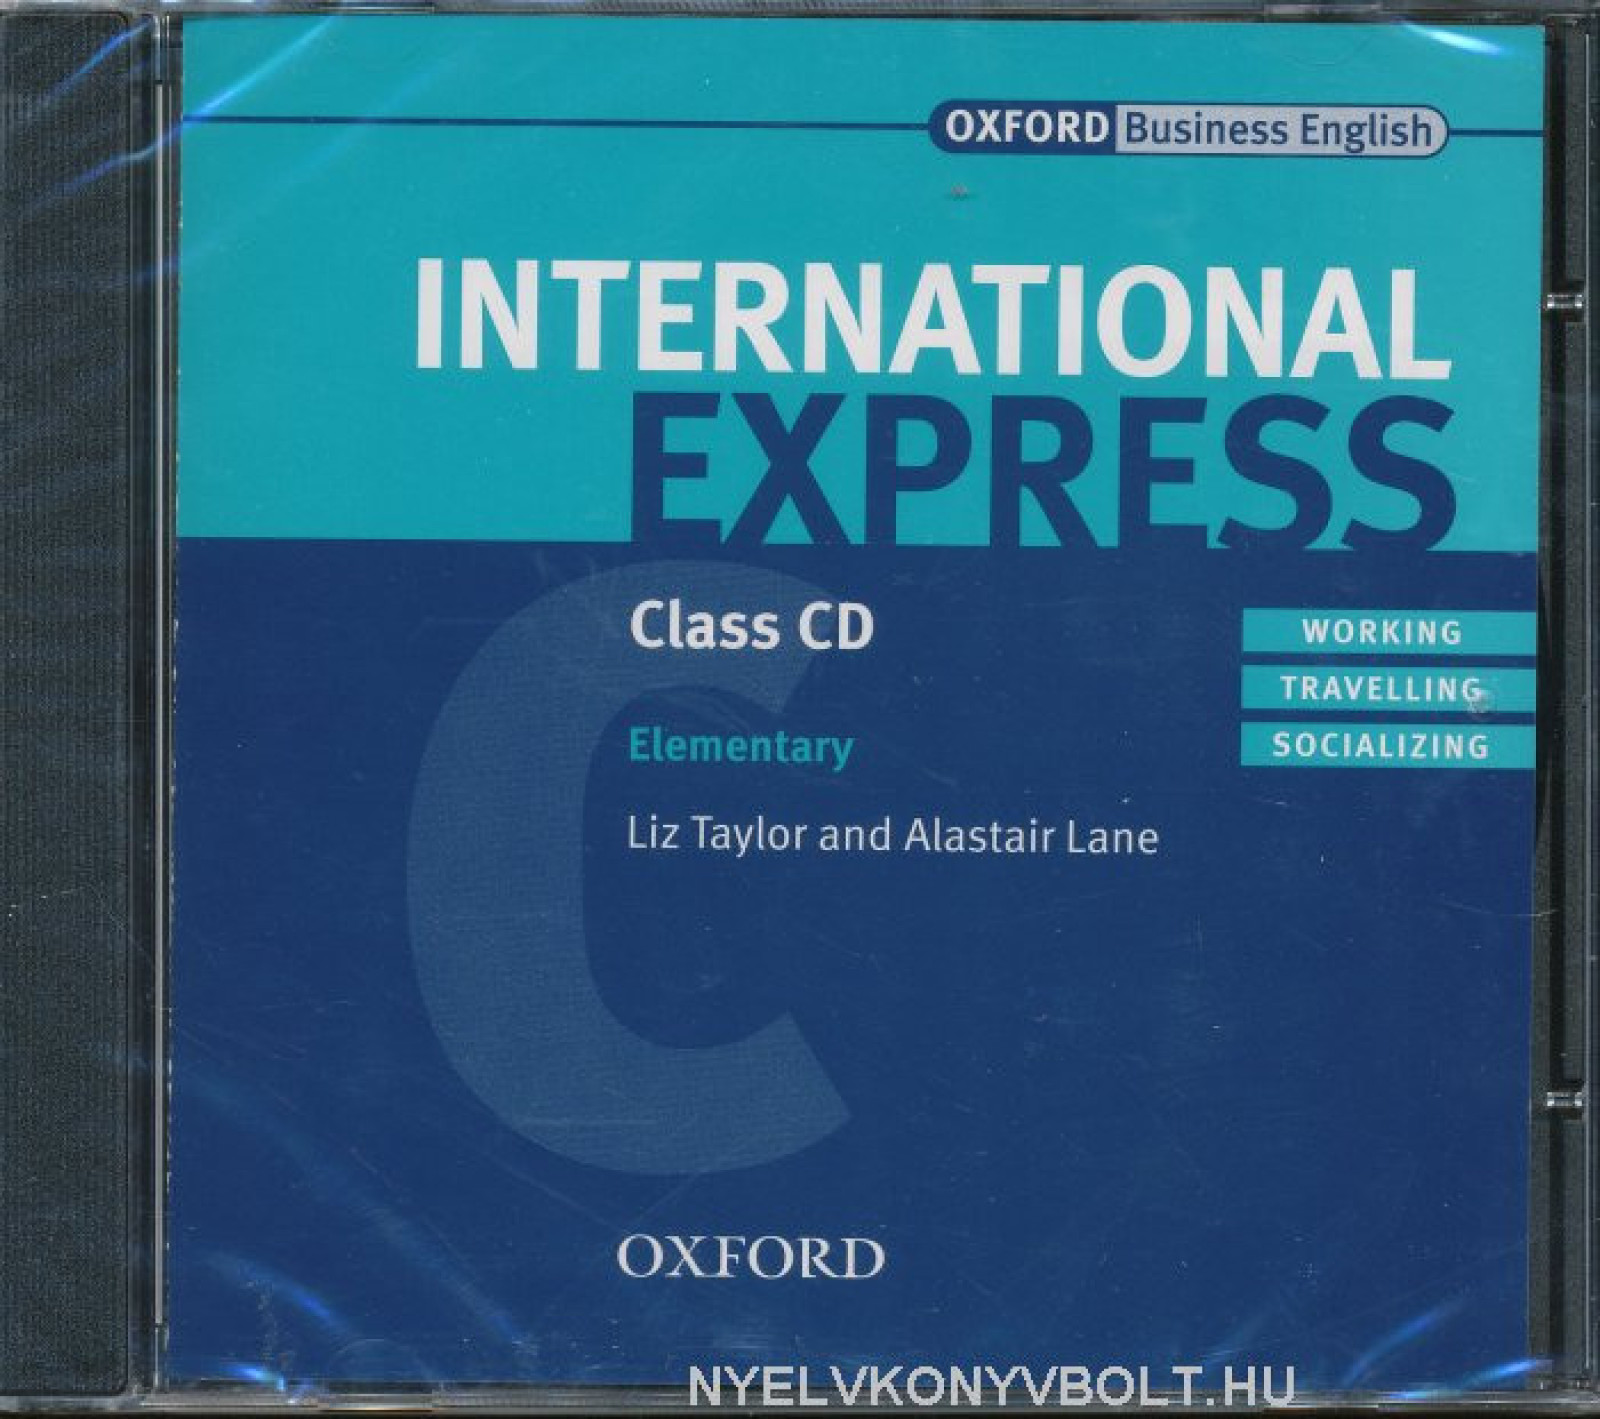 OXFORD Business English
INTERNATIONAL
EXPRESS
Class CD
WORKING
TRAVELLING
Elementary
SOCIALIZING
Liz Taylor and Alastair Lane
OXFORD
NYELVKONYVBOLT.HU